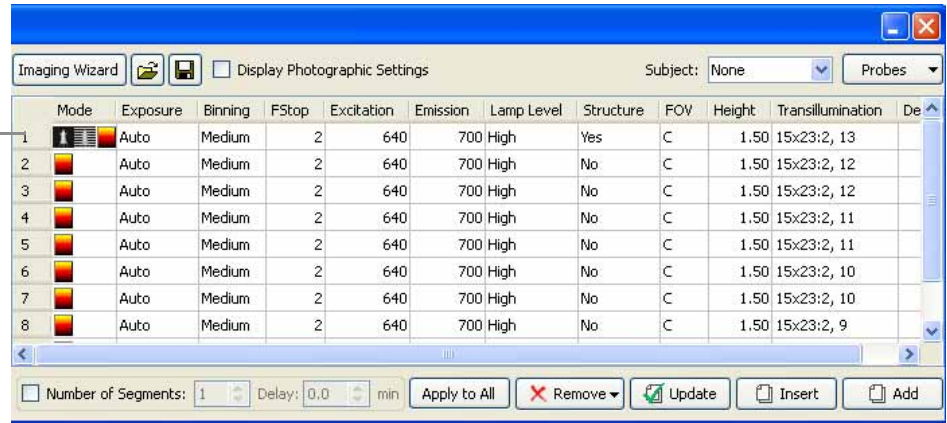 Imaging Wizard Display Photographic Settings Subject: None Probes
Mode Exposure Binning FStop Excitation Emission Lamp Level Structure FOV Height Transillumination De
1 Auto Medium 2 640 700 High Yes C 1.50 15x23:2, 13
2 Auto Medium 2 640 700 High No C 1.50 15x23:2, 12
3 Auto Medium 2 640 700 High No C 1.50 15x23:2, 12
4 Auto Medium 2 640 700 High No C 1.50 15x23:2, 11
5 Auto Medium 2 640 700 High No C 1.50 15x23:2, 11
6 Auto Medium 2 640 700 High No C 1.50 15x23:2, 10
7 Auto Medium 2 640 700 High No C 1.50 15x23:2, 10
8 Auto Medium 2 640 700 High No C 1.50 15x23:2, 9
Number of Segments: 1 Delay: 0.0 min Apply to All Remove Update Insert Add